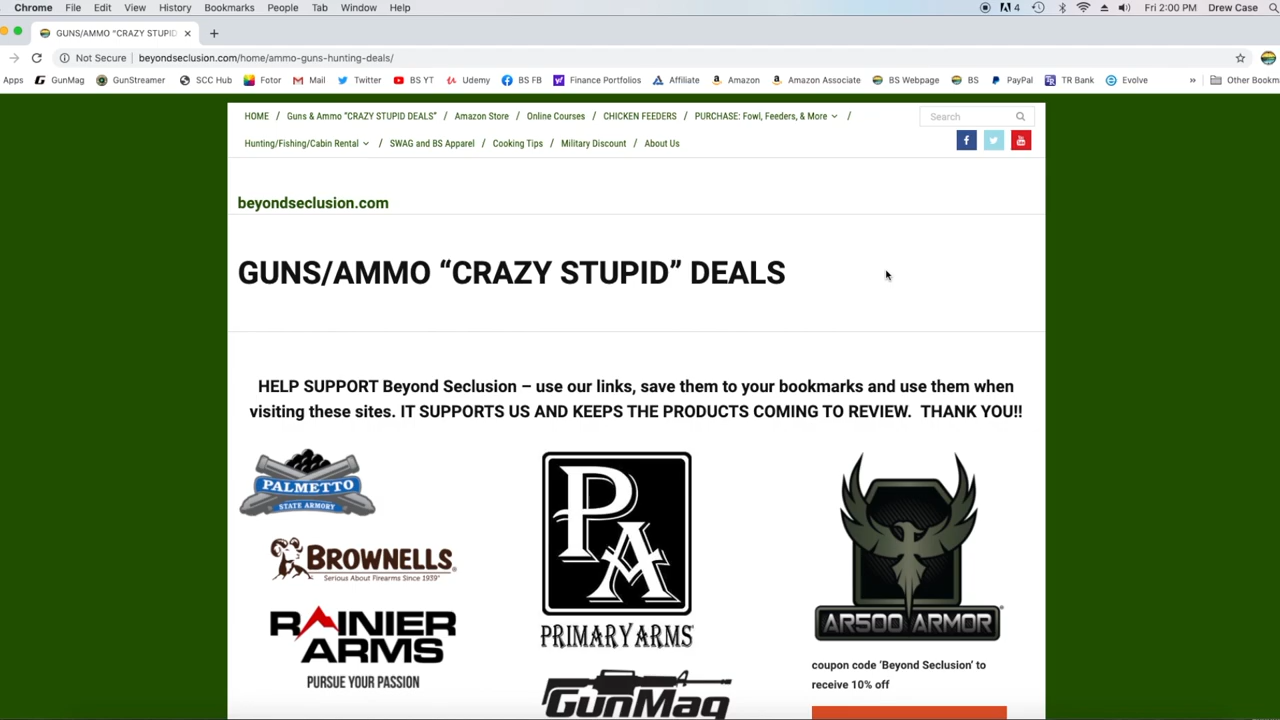 Chrome File Edit View History Bookmarks People Tab Window Help 4 Fri 2:00 PM Drew Case
GUNS/AMMO “CRAZY STUPID
Not Secure beyondseclusion.com/home/ammo-guns-hunting-deals/
Apps GunMag GunStreamer SCC Hub Fotor Mail Twitter BS YT Udemy BS FB Finance Portfolios Affiliate Amazon Amazon Associate BS Webpage BS PayPal TR Bank Evolve » Other Bookm
HOME / Guns & Ammo “CRAZY STUPID DEALS” / Amazon Store / Online Courses / CHICKEN FEEDERS / PURCHASE: Fowl, Feeders, & More /
Search
Hunting/Fishing/Cabin Rental / SWAG and BS Apparel / Cooking Tips / Military Discount / About Us
beyondseclusion.com
GUNS/AMMO “CRAZY STUPID” DEALS
HELP SUPPORT Beyond Seclusion – use our links, save them to your bookmarks and use them when
visiting these sites. IT SUPPORTS US AND KEEPS THE PRODUCTS COMING TO REVIEW. THANK YOU!!
PALMETTO
STATE ARMORY
BROWNELLS
Serious About Firearms Since 1939
RAINIER
ARMS
PURSUE YOUR PASSION
PA
PRIMARY ARMS
GunMag
AR500 ARMOR
coupon code ‘Beyond Seclusion’ to
receive 10% off